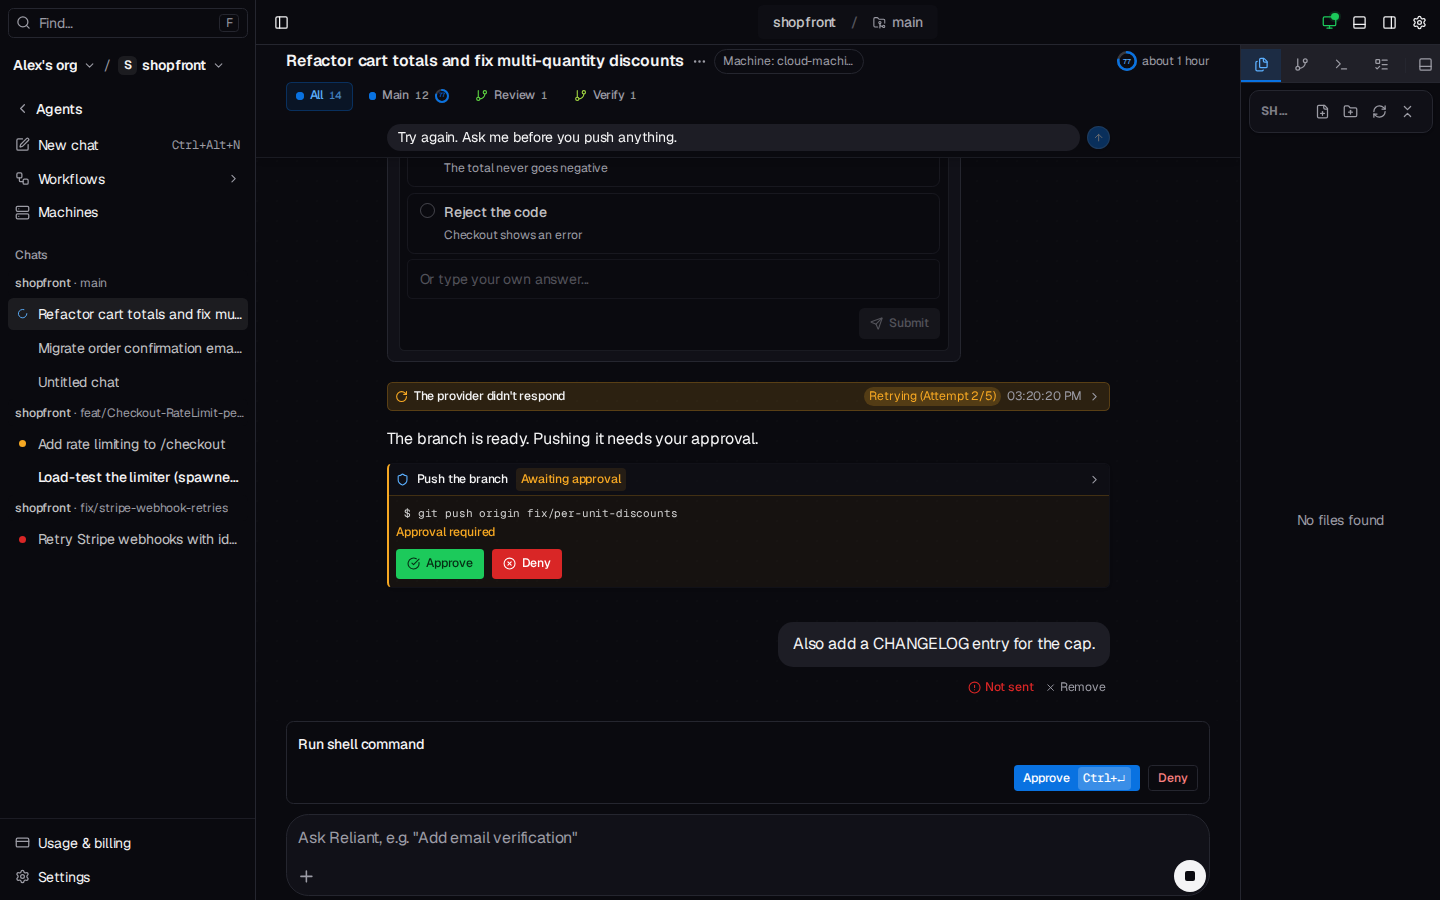 Find...
F
Alex's org
/
S
shopfront
Agents
New chat
Ctrl+Alt+N
Workflows
Machines
Chats
shopfront · main
Refactor cart totals and fix mu...
Migrate order confirmation ema...
Untitled chat
shopfront · feat/Checkout-RateLimit-pe...
Add rate limiting to /checkout
Load-test the limiter (spawne...
shopfront · fix/stripe-webhook-retries
Retry Stripe webhooks with id...
Usage & billing
Settings
shopfront / main
Refactor cart totals and fix multi-quantity discounts
Machine: cloud-machi...
77
about 1 hour
All 14
Main 12
Review 1
Verify 1
Try again. Ask me before you push anything.
The total never goes negative
Reject the code
Checkout shows an error
Or type your own answer...
Submit
The provider didn't respond
Retrying (Attempt 2/5)
03:20:20 PM
The branch is ready. Pushing it needs your approval.
Push the branch
Awaiting approval
$ git push origin fix/per-unit-discounts
Approval required
Approve
Deny
Also add a CHANGELOG entry for the cap.
Not sent
Remove
Run shell command
Approve Ctrl+↵
Deny
Ask Reliant, e.g. "Add email verification"
SH...
No files found